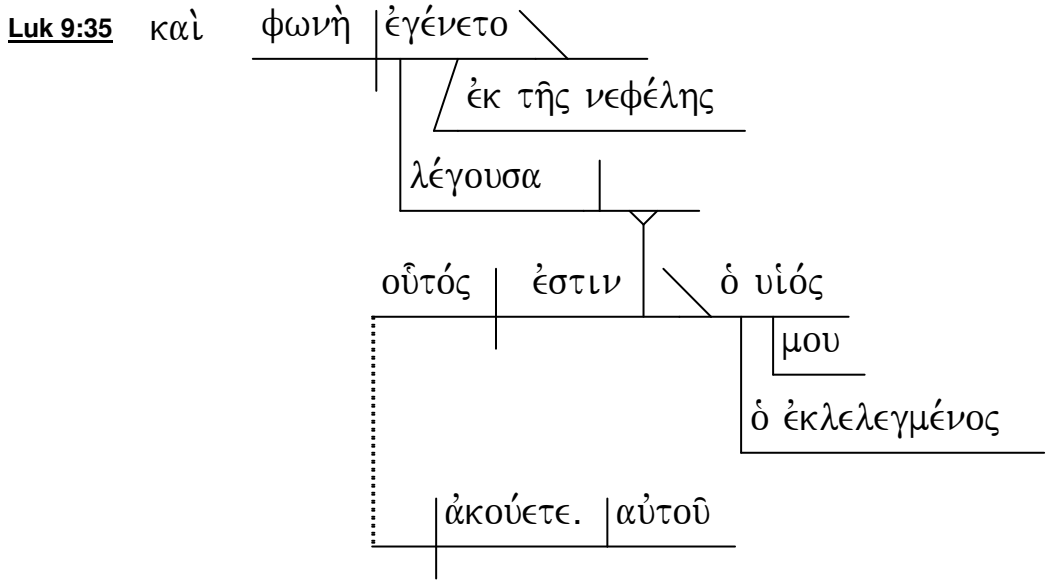 Luk 9:35 καὶ φωνὴ ἐγένετο
ἐκ τῆς νεφέλης
λέγουσα
οὗτός ἐστιν ὁ υἱός
μου
ὁ ἐκλελεγμένος
ἀκούετε. αὐτοῦ